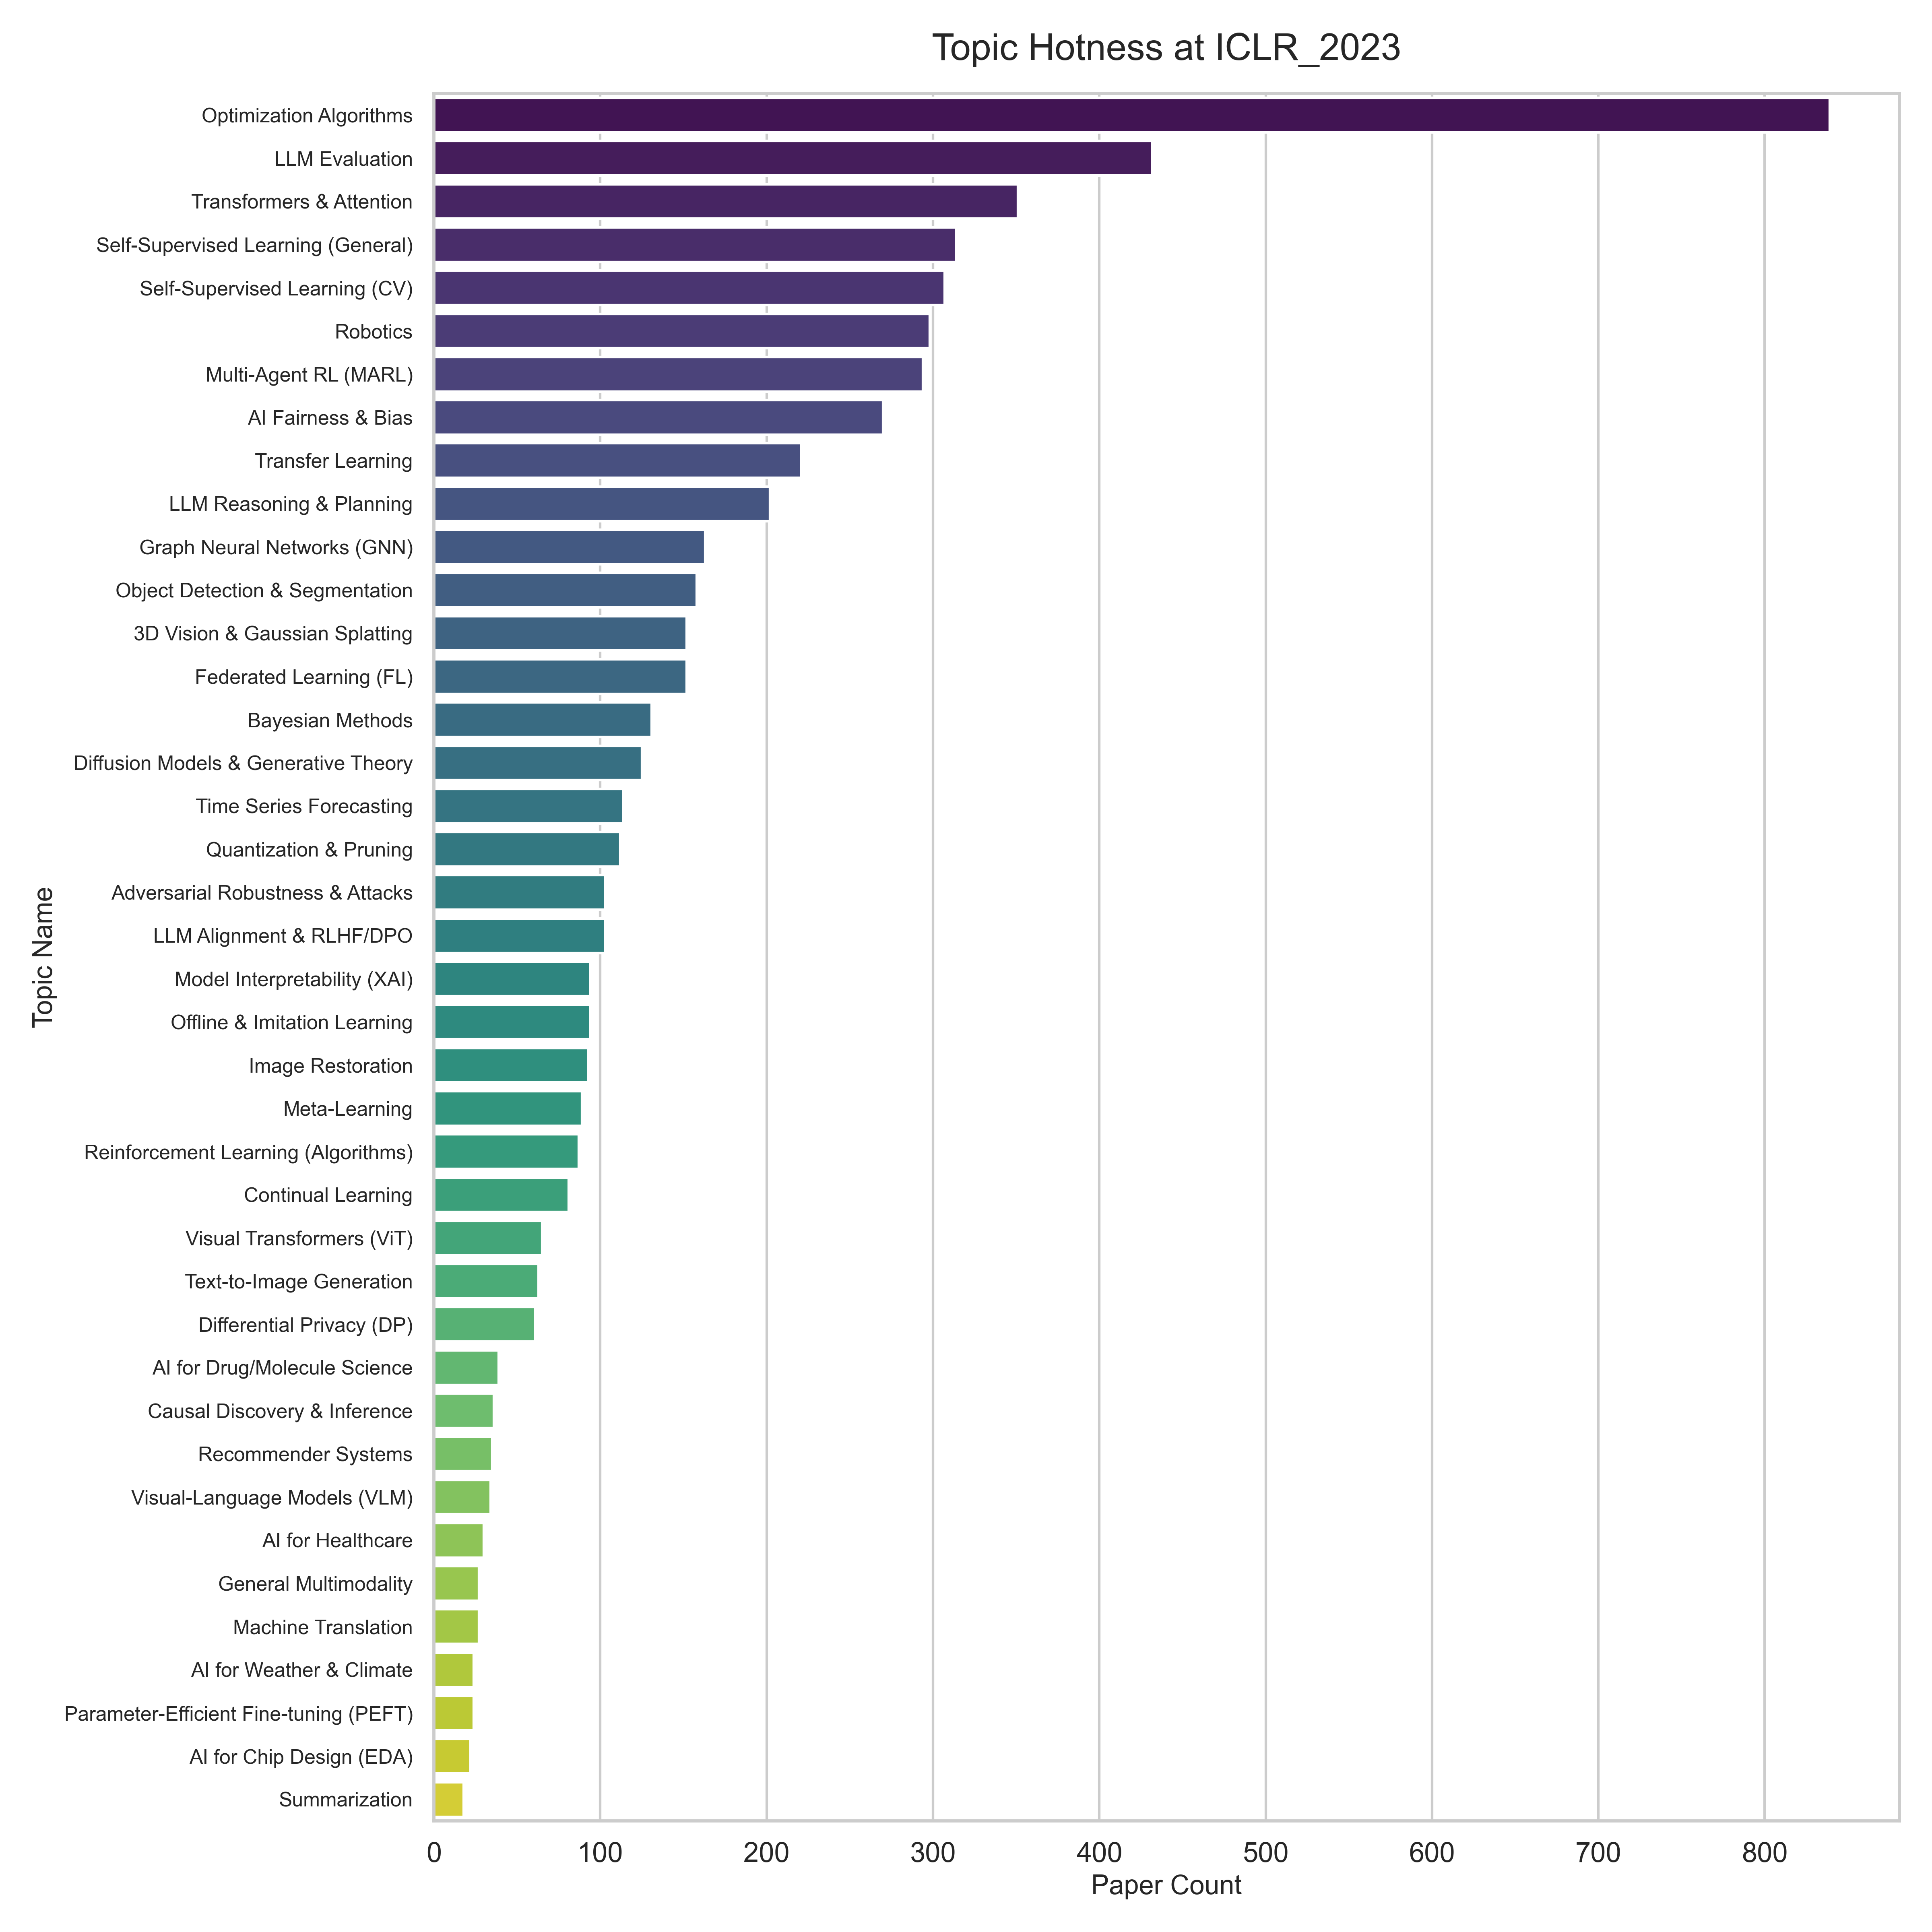 Topic Hotness at ICLR_2023
Optimization Algorithms
LLM Evaluation
Transformers & Attention
Self-Supervised Learning (General)
Self-Supervised Learning (CV)
Robotics
Multi-Agent RL (MARL)
AI Fairness & Bias
Transfer Learning
LLM Reasoning & Planning
Graph Neural Networks (GNN)
Object Detection & Segmentation
3D Vision & Gaussian Splatting
Federated Learning (FL)
Bayesian Methods
Diffusion Models & Generative Theory
Time Series Forecasting
Quantization & Pruning
Adversarial Robustness & Attacks
LLM Alignment & RLHF/DPO
Model Interpretability (XAI)
Offline & Imitation Learning
Image Restoration
Meta-Learning
Reinforcement Learning (Algorithms)
Continual Learning
Visual Transformers (ViT)
Text-to-Image Generation
Differential Privacy (DP)
AI for Drug/Molecule Science
Causal Discovery & Inference
Recommender Systems
Visual-Language Models (VLM)
AI for Healthcare
General Multimodality
Machine Translation
AI for Weather & Climate
Parameter-Efficient Fine-tuning (PEFT)
AI for Chip Design (EDA)
Summarization
Topic Name
0 100 200 300 400 500 600 700 800
Paper Count